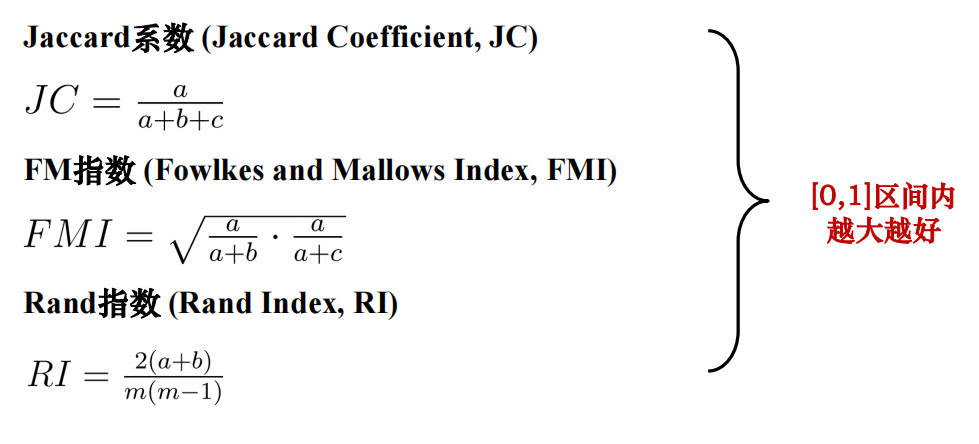 Jaccard系数 (Jaccard Coefficient, JC)
JC = \frac{a}{a+b+c}
FM指数 (Fowlkes and Mallows Index, FMI)
FMI = \sqrt{\frac{a}{a+b} \cdot \frac{a}{a+c}}
Rand指数 (Rand Index, RI)
RI = \frac{2(a+b)}{m(m-1)}
[0,1]区间内
越大越好